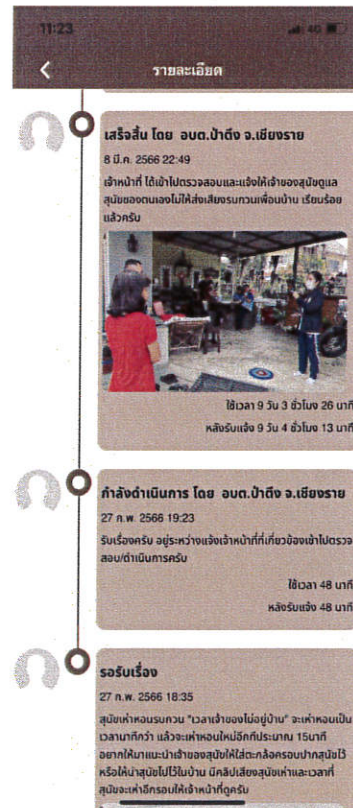 11:23
4G
รายละเอียด
เสร็จสิ้น โดย อบต.ป่าตึง จ.เชียงราย
8 มี.ค. 2566 22:49
เจ้าหน้าที่ ได้เข้าไปตรวจสอบและแจ้งให้เจ้าของสุนัขดูแล
สุนัขของตนเองไม่ให้ส่งเสียงรบกวนเพื่อนบ้าน เรียบร้อย
แล้วครับ
ใช้เวลา 9 วัน 3 ชั่วโมง 26 นาที
หลังรับแจ้ง 9 วัน 4 ชั่วโมง 13 นาที
กำลังดำเนินการ โดย อบต.ป่าตึง จ.เชียงราย
27 ก.พ. 2566 19:23
รับเรื่องครับ อยู่ระหว่างแจ้งเจ้าหน้าที่ที่เกี่ยวข้องเข้าไปตรวจ
สอบ/ดำเนินการครับ
ใช้เวลา 48 นาที
หลังรับแจ้ง 48 นาที
รอรับเรื่อง
27 ก.พ. 2566 18:35
สุนัขเห่าหอนรบกวน "เวลาเจ้าของไม่อยู่บ้าน" จะเห่าหอนเป็น
เวลานาทีกว่า แล้วจะเห่าหอนใหม่อีกทีประมาณ 15นาที
อยากให้มาแนะนำเจ้าของสุนัขให้ใส่ตะกล้อครอบปากสุนัขไว้
หรือให้นำสุนัขไปไว้ในบ้าน มีคลิปเสียงสุนัขเห่าและเวลาที่
สุนัขจะเห่าอีกรอบให้เจ้าหน้าที่ดูครับ